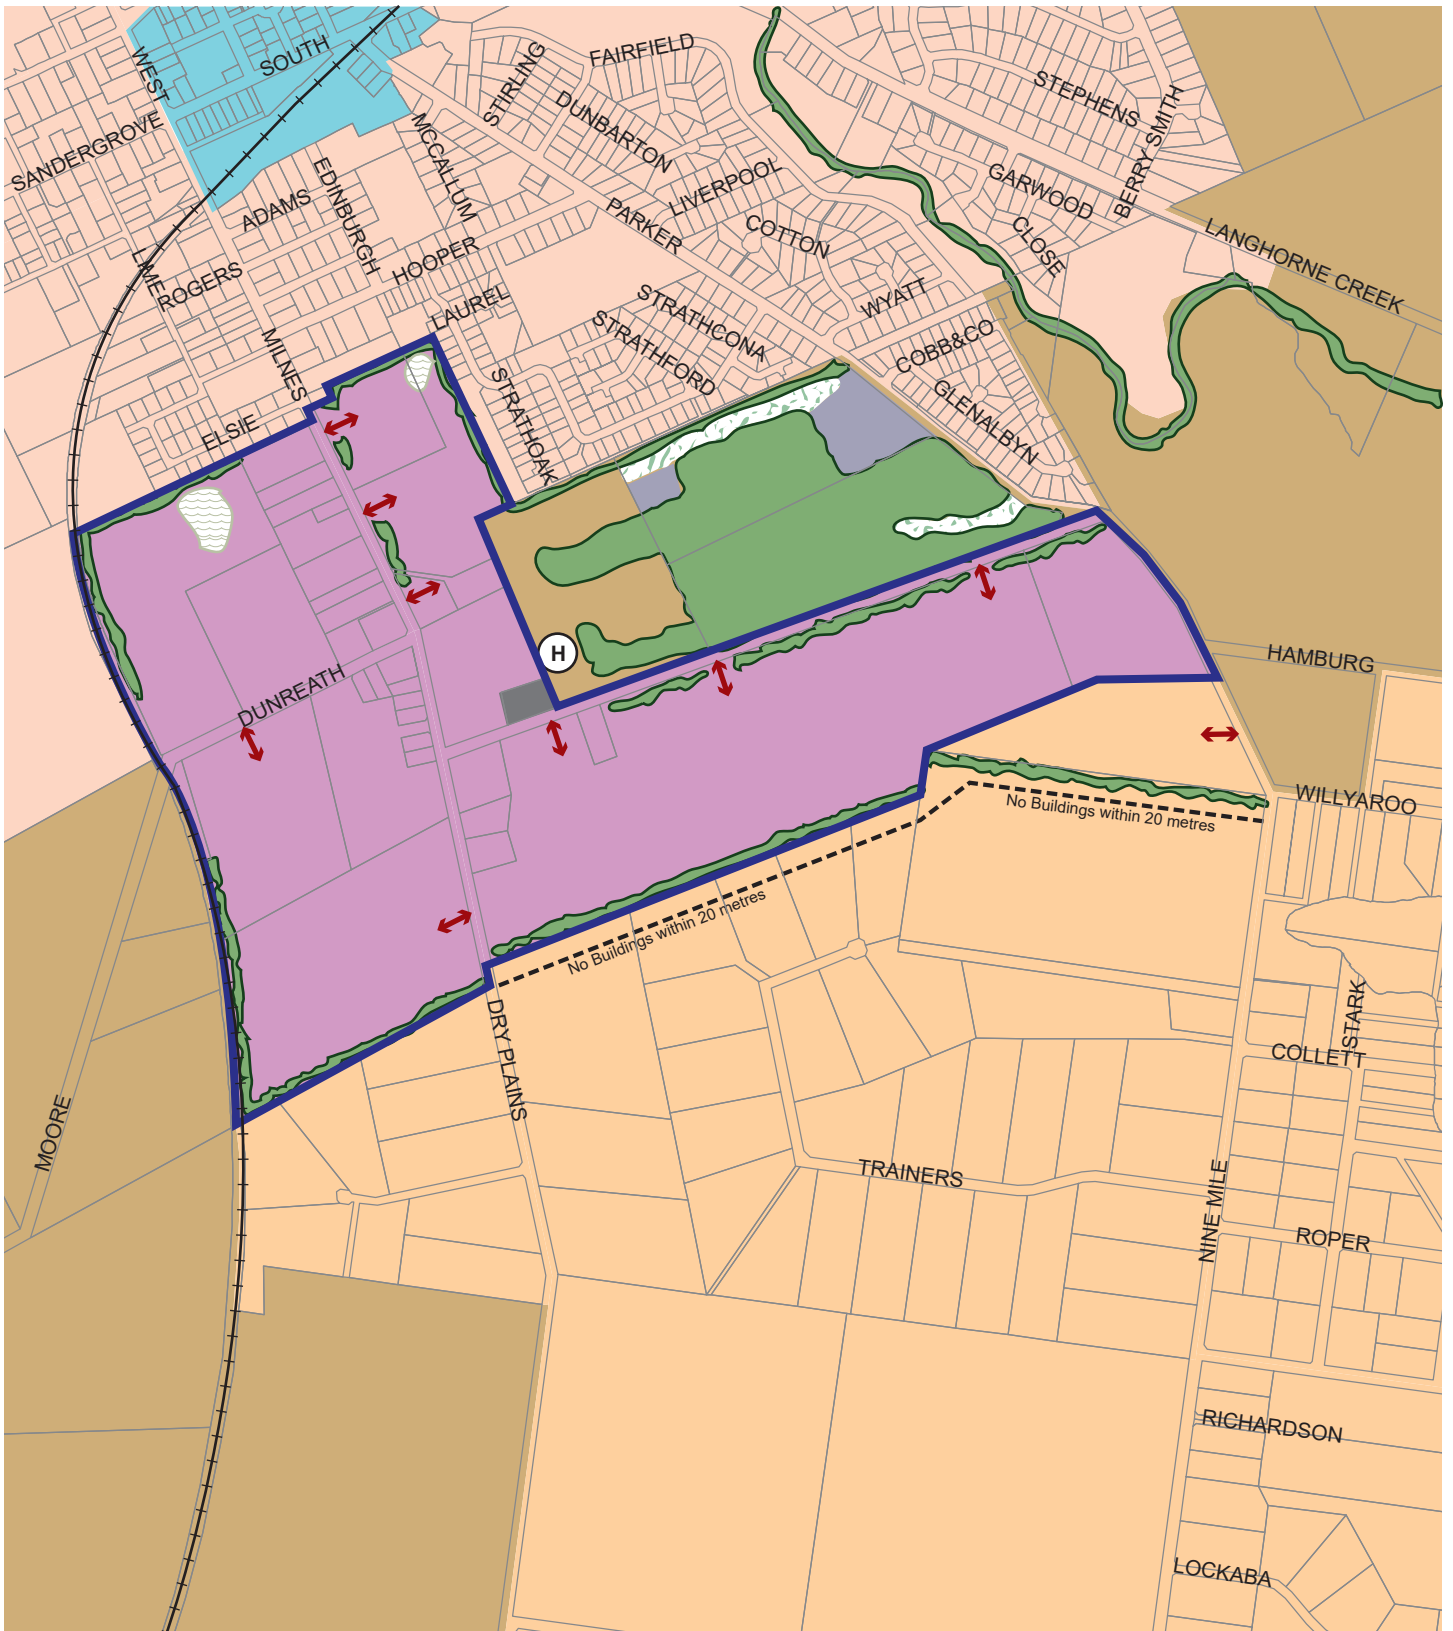 SOUTH
WEST
STIRLING
FAIRFIELD
STEPHENS
BERRY SMITH
SANDERGROVE
DUNBARTON
MCCALLUM
EDINBURGH
ADAMS
LIVERPOOL
GARWOOD
PARKER
COTTON
CLOSE
LANGHORNE CREEK
LIME
ROGERS
HOOPER
LAUREL
WYATT
STRATHCONA
STRATHFORD
COBB&CO
MILNES
STRATHOAK
GLENALBYN
ELSIE
H
HAMBURG
DUNREATH
No Buildings within 20 metres
WILLYAROO
No Buildings within 20 metres
DRY PLAINS
STARK
COLLETT
MOORE
TRAINERS
NINE MILE
ROPER
RICHARDSON
LOCKABA